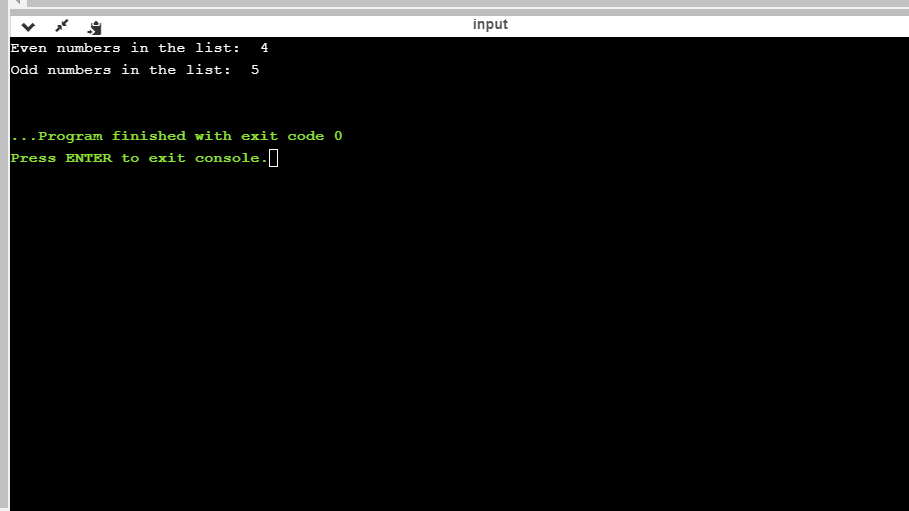 input
Even numbers in the list:  4
Odd numbers in the list:  5
...Program finished with exit code 0
Press ENTER to exit console.